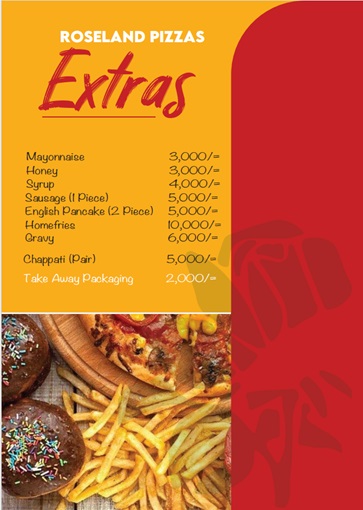 ROSELAND PIZZAS
Extras
Mayonnaise 3,000/=
Honey 3,000/=
Syrup 4,000/=
Sausage (1 Piece) 5,000/=
English Pancake (2 Piece) 5,000/=
Homefries 10,000/=
Gravy 6,000/=
Chappati (Pair) 5,000/=
Take Away Packaging 2,000/=